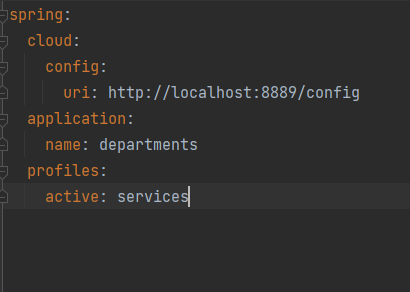 spring:
  cloud:
    config:
      uri: http://localhost:8889/config
  application:
    name: departments
  profiles:
    active: services